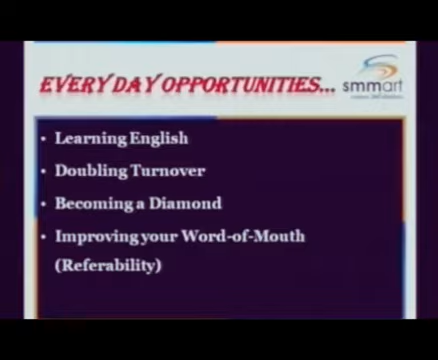 EVERY DAY OPPORTUNITIES...
smmart
• Learning English
• Doubling Turnover
• Becoming a Diamond
• Improving your Word-of-Mouth
(Referability)